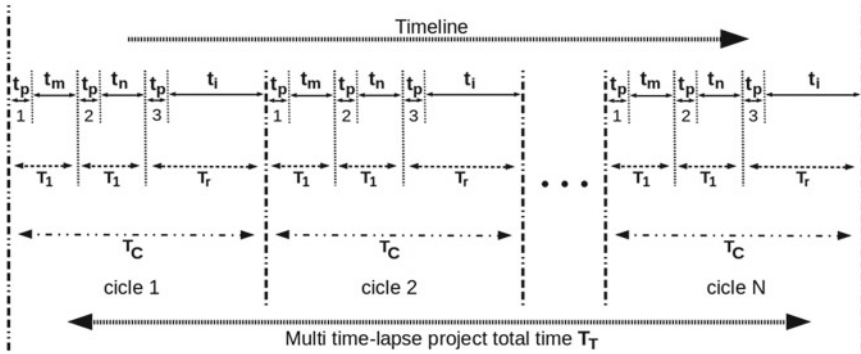 Timeline
tp tm tp tn tp ti tp tm tp tn tp ti tp tm tp tn tp ti
1 2 3 1 2 3 1 2 3
T1 T1 Tr T1 T1 Tr T1 T1 Tr
TC TC TC
cicle 1 cicle 2 cicle N
Multi time-lapse project total time TT